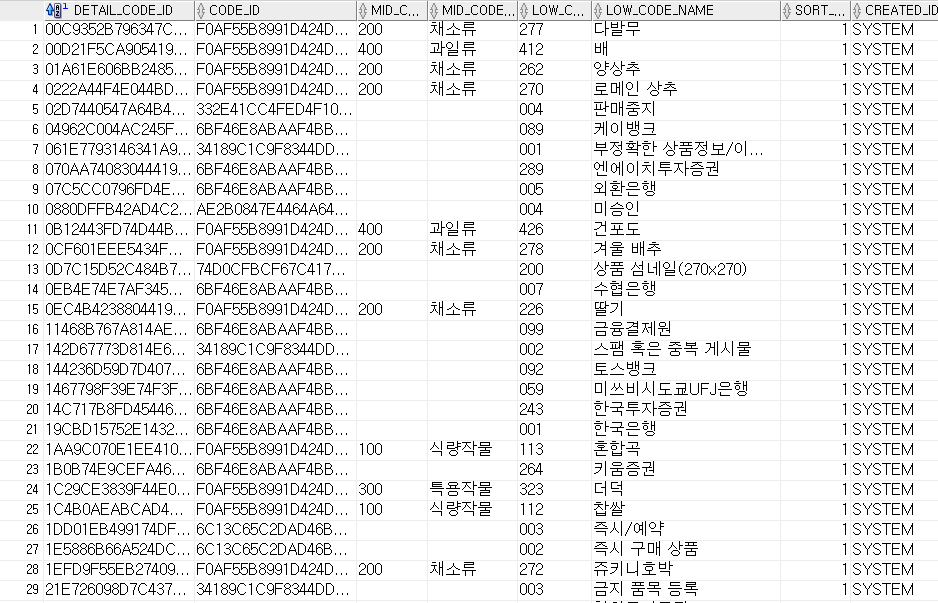 DETAIL_CODE_ID CODE_ID MID_C... MID_CODE... LOW_C... LOW_CODE_NAME SORT_... CREATED_ID
1 00C9352B796347C... F0AF55B8991D424D... 200 채소류 277 다발무 1 SYSTEM
2 00D21F5CA905419... F0AF55B8991D424D... 400 과일류 412 배 1 SYSTEM
3 01A61E606BB2485... F0AF55B8991D424D... 200 채소류 262 양상추 1 SYSTEM
4 0222A44F4E044BD... F0AF55B8991D424D... 200 채소류 270 로메인 상추 1 SYSTEM
5 02D7440547A64B4... 332E41CC4FED4F10... 004 판매중지 1 SYSTEM
6 04962C004AC245F... 6BF46E8ABAAF4BB... 089 케이뱅크 1 SYSTEM
7 061E7793146341A9... 34189C1C9F8344DD... 001 부정확한 상품정보/이... 1 SYSTEM
8 070AA74083044419... 6BF46E8ABAAF4BB... 289 엔에이치투자증권 1 SYSTEM
9 07C5CC0796FD4E... 6BF46E8ABAAF4BB... 005 외환은행 1 SYSTEM
10 0880DFFB42AD4C2... AE2B0847E4464A64... 004 미승인 1 SYSTEM
11 0B12443FD74D44B... F0AF55B8991D424D... 400 과일류 426 건포도 1 SYSTEM
12 0CF601EEE5434F... F0AF55B8991D424D... 200 채소류 278 겨울 배추 1 SYSTEM
13 0D7C15D52C484B7... 74D0CFBCF67C417... 200 상품 섬네일(270x270) 1 SYSTEM
14 0EB4E74E7AF345... 6BF46E8ABAAF4BB... 007 수협은행 1 SYSTEM
15 0EC4B4238804419... F0AF55B8991D424D... 200 채소류 226 딸기 1 SYSTEM
16 11468B767A814AE... 6BF46E8ABAAF4BB... 099 금융결제원 1 SYSTEM
17 142D67773D814E6... 34189C1C9F8344DD... 002 스팸 혹은 중복 게시물 1 SYSTEM
18 144236D59D7D407... 6BF46E8ABAAF4BB... 092 토스뱅크 1 SYSTEM
19 1467798F39E74F3F... 6BF46E8ABAAF4BB... 059 미쓰비시도쿄UFJ은행 1 SYSTEM
20 14C717B8FD45446... 6BF46E8ABAAF4BB... 243 한국투자증권 1 SYSTEM
21 19CBD15752E1432... 6BF46E8ABAAF4BB... 001 한국은행 1 SYSTEM
22 1AA9C070E1EE410... F0AF55B8991D424D... 100 식량작물 113 혼합곡 1 SYSTEM
23 1B0B74E9CEFA46... 6BF46E8ABAAF4BB... 264 키움증권 1 SYSTEM
24 1C29CE3839F44E0... F0AF55B8991D424D... 300 특용작물 323 더덕 1 SYSTEM
25 1C4B0AEABCAD4... F0AF55B8991D424D... 100 식량작물 112 찹쌀 1 SYSTEM
26 1DD01EB499174DF... 6C13C65C2DAD46B... 003 즉시/예약 1 SYSTEM
27 1E5886B66A524DC... 6C13C65C2DAD46B... 002 즉시 구매 상품 1 SYSTEM
28 1EFD9F55EB27409... F0AF55B8991D424D... 200 채소류 272 쥬키니호박 1 SYSTEM
29 21E726098D7C437... 34189C1C9F8344DD... 003 금지 품목 등록 1 SYSTEM